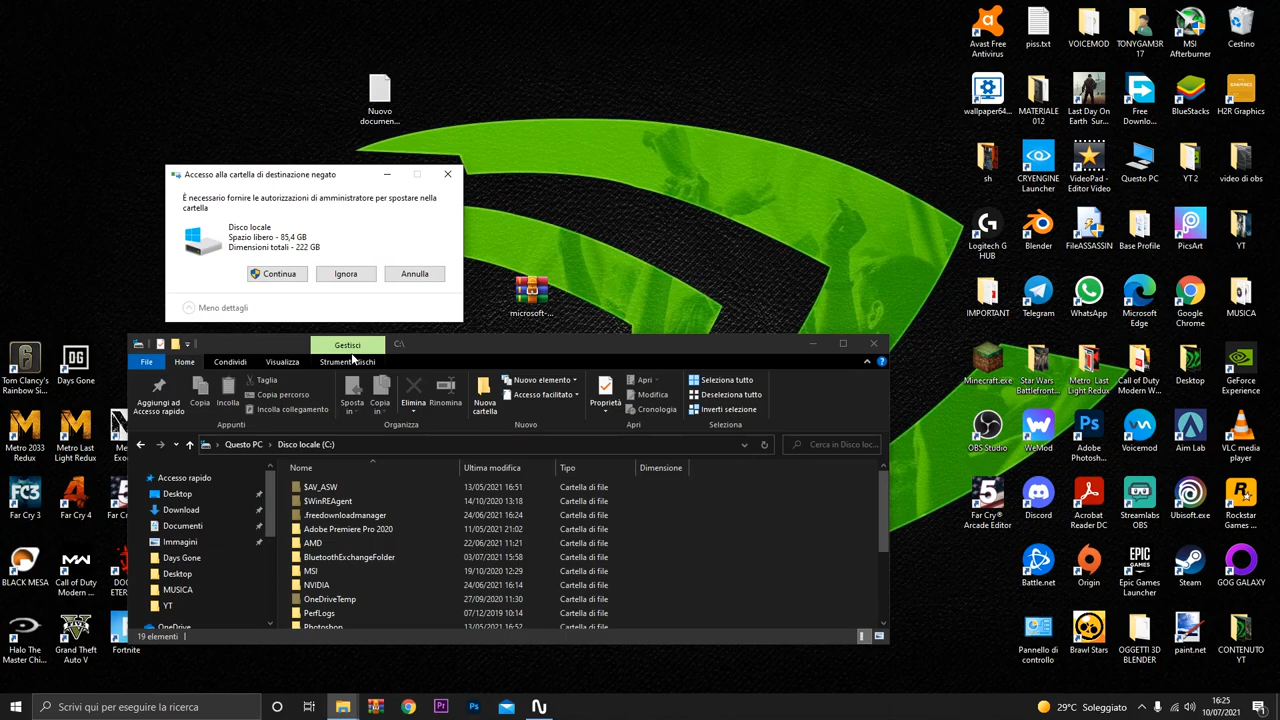 Avast Free
Antivirus
piss.txt
VOICEMOD
TONYGAM3R
17
MSI
Afterburner
Cestino
Nuovo
documen...
wallpaper64...
MATERIALE
012
Last Day On
Earth Sur...
Free
Downlo...
BlueStacks
H2R Graphics
sh
CRYENGINE
Launcher
VideoPad -
Editor Video
Questo PC
YT 2
video di obs
Logitech G
HUB
Blender
FileASSASSIN
Base Profile
PicsArt
YT
IMPORTANT
Telegram
WhatsApp
Microsoft
Edge
Google
Chrome
MUSICA
Minecraft.exe
Star Wars
Battlefront...
Metro Last
Light Redux
Call of Duty
Modern W...
Desktop
GeForce
Experience
OBS Studio
WeMod
Adobe
Photosh...
Voicemod
Aim Lab
VLC media
player
Far Cry®
Arcade Editor
Discord
Acrobat
Reader DC
Streamlabs
OBS
Ubisoft.exe
Rockstar
Games ...
Battle.net
Origin
Epic Games
Launcher
Steam
GOG GALAXY
Pannello di
controllo
Brawl Stars
OGGETTI 3D
BLENDER
paint.net
CONTENUTO
YT
Accesso alla cartella di destinazione negato
È necessario fornire le autorizzazioni di amministratore per spostare nella
cartella
Disco locale
Spazio libero - 85,4 GB
Dimensioni totali - 222 GB
Continua
Ignora
Annulla
Meno dettagli
microsoft-...
Gestisci
C:\
File
Home
Condividi
Visualizza
Strumenti dischi
Aggiungi ad
Accesso rapido
Copia
Incolla
Taglia
Copia percorso
Incolla collegamento
Appunti
Sposta
in
Copia
in
Elimina
Rinomina
Organizza
Nuova
cartella
Nuovo elemento
Accesso facilitato
Nuovo
Proprietà
Apri
Modifica
Cronologia
Apri
Seleziona tutto
Deseleziona tutto
Inverti selezione
Seleziona
Questo PC
Disco locale (C:)
Cerca in Disco loc...
Accesso rapido
Desktop
Download
Documenti
Immagini
Days Gone
Desktop
MUSICA
YT
OneDrive
Nome
Ultima modifica
Tipo
Dimensione
$AV_ASW 13/05/2021 16:51 Cartella di file
$WinREAgent 14/10/2020 13:18 Cartella di file
.freedownloadmanager 24/06/2021 16:24 Cartella di file
Adobe Premiere Pro 2020 11/05/2021 21:02 Cartella di file
AMD 22/06/2021 11:21 Cartella di file
BluetoothExchangeFolder 03/07/2021 15:58 Cartella di file
MSI 19/10/2020 12:29 Cartella di file
NVIDIA 24/06/2021 16:14 Cartella di file
OneDriveTemp 27/09/2020 11:30 Cartella di file
PerfLogs 07/12/2019 10:14 Cartella di file
Photoshop 13/05/2021 16:52 Cartella di file
19 elementi
Tom Clancy's
Rainbow Si...
DAYS
GONE
Days Gone
Metro 2033
Redux
Metro Last
Light Redux
FC3
Far Cry 3
Far Cry 4
BLACK MESA
Call of Duty
Modern ...
Halo The
Master Chi...
Grand Theft
Auto V
Fortnite
Scrivi qui per eseguire la ricerca
29°C Soleggiato
16:25
10/07/2021